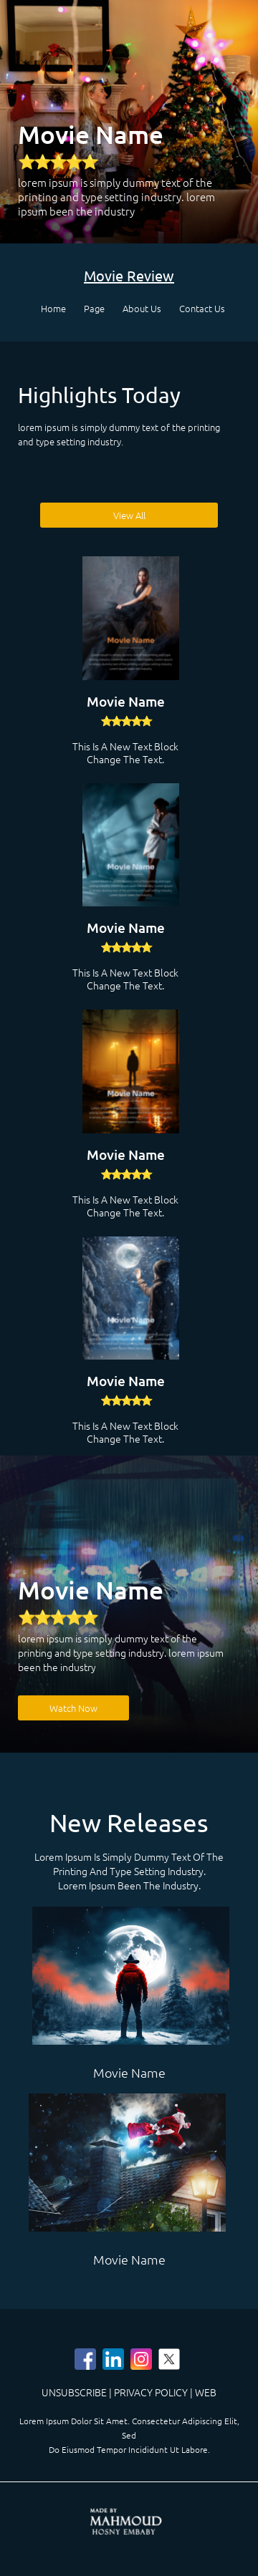 Movie Name
lorem ipsum is simply dummy text of the
printing and type setting industry. lorem
ipsum been the industry
Movie Review
Home Page About Us Contact Us
Highlights Today
lorem ipsum is simply dummy text of the printing
and type setting industry.
View All
Movie Name
Movie Name
This Is A New Text Block
Change The Text.
Movie Name
Movie Name
This Is A New Text Block
Change The Text.
Movie Name
Movie Name
This Is A New Text Block
Change The Text.
Movie Name
Movie Name
This Is A New Text Block
Change The Text.
Movie Name
lorem ipsum is simply dummy text of the
printing and type setting industry. lorem ipsum
been the industry
Watch Now
New Releases
Lorem Ipsum Is Simply Dummy Text Of The
Printing And Type Setting Industry.
Lorem Ipsum Been The Industry.
Movie Name
Movie Name
UNSUBSCRIBE | PRIVACY POLICY | WEB
Lorem Ipsum Dolor Sit Amet. Consectetur Adipiscing Elit,
Sed
Do Eiusmod Tempor Incididunt Ut Labore.
MADE BY
MAHMOUD
HOSNY EMBABY